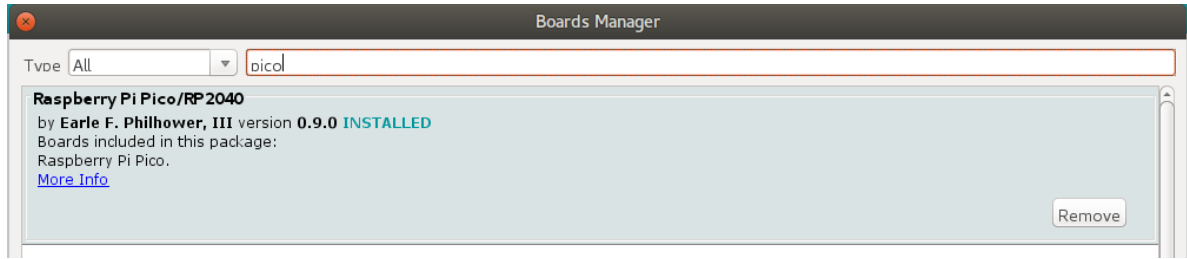 Boards Manager
Type All pico
Raspberry Pi Pico/RP2040
by Earle F. Philhower, III version 0.9.0 INSTALLED
Boards included in this package:
Raspberry Pi Pico.
More Info
Remove